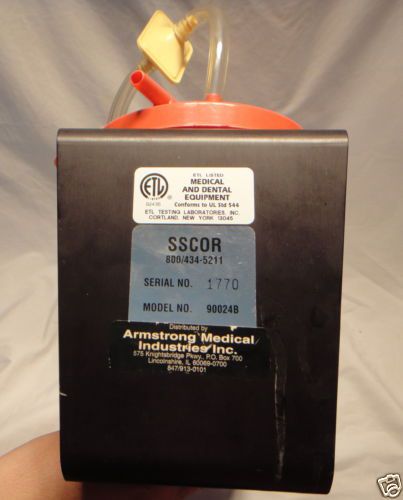 ETL LISTED
MEDICAL
AND DENTAL
EQUIPMENT
Conforms to UL Std 544
ETL TESTING LABORATORIES, INC.
CORTLAND, NEW YORK 13045
ETL
SSCOR
800/434-5211
SERIAL NO. 1770
MODEL NO. 90024B
Distributed by
Armstrong Medical
Industries Inc.
575 Knightsbridge Pkwy., P.O. Box 700
Lincolnshire, IL 60069-0700
847/913-0101